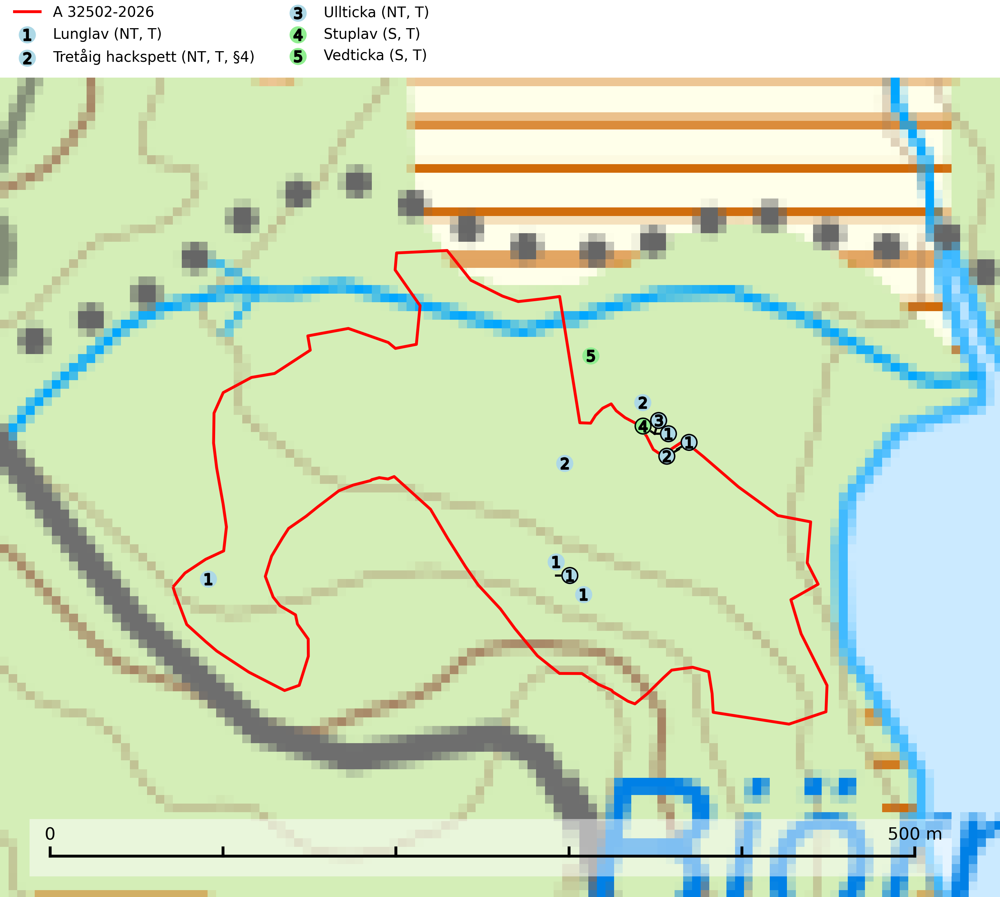 A 32502-2026
1 Lunglav (NT, T)
2 Tretåig hackspett (NT, T, §4)
3 Ullticka (NT, T)
4 Stuplav (S, T)
5 Vedticka (S, T)
5
2
3
4
1
1
2
2
1
1
1
1
0
500 m